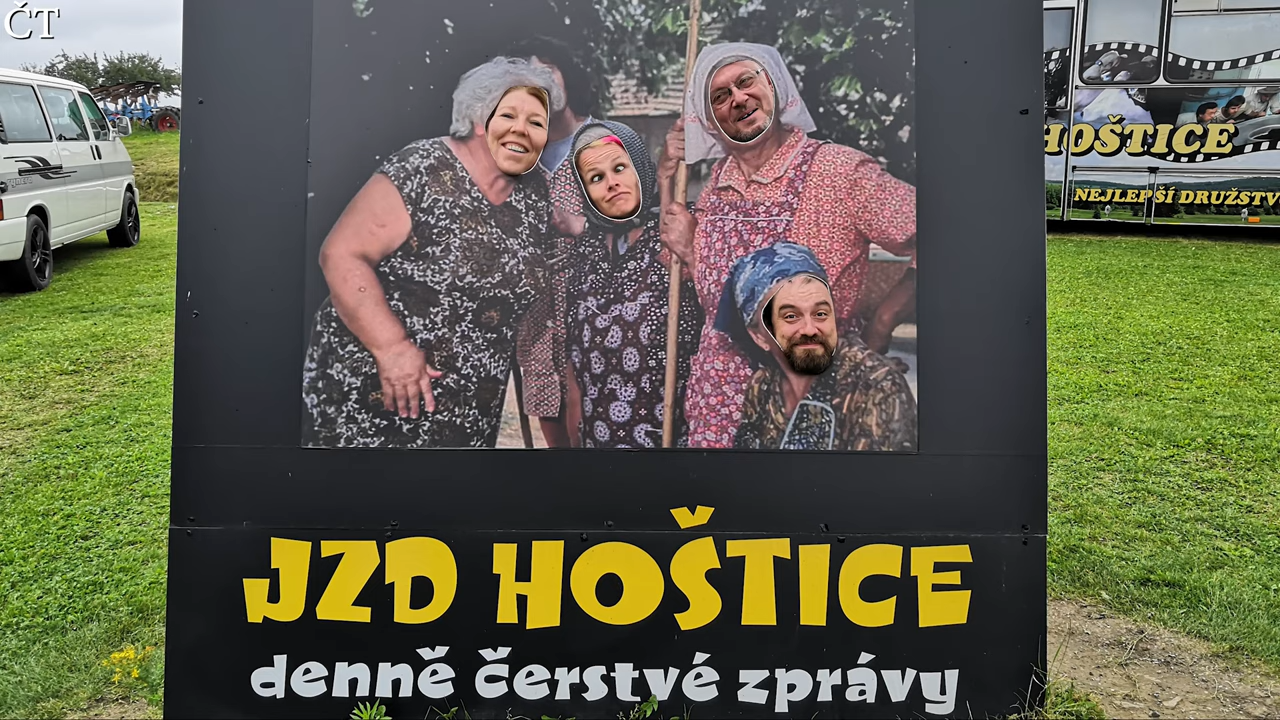 ČT
HOŠTICE
NEJLEPŠÍ DRUŽSTV
JZD HOŠTICE
denně čerstvé zprávy